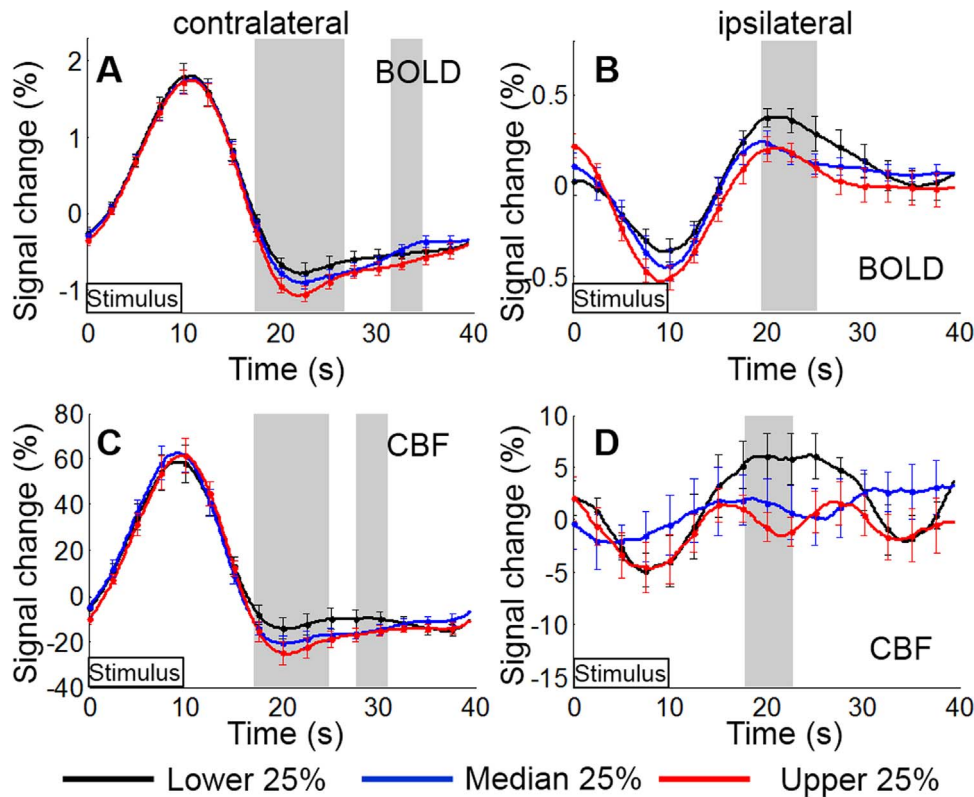 contralateral
ipsilateral
A
BOLD
Signal change (%)
2
1
0
-1
Stimulus
0 10 20 30 40
Time (s)
B
BOLD
Signal change (%)
0.5
0
-0.5
Stimulus
0 10 20 30 40
Time (s)
C
CBF
Signal change (%)
80
60
40
20
0
-20
-40
Stimulus
0 10 20 30 40
Time (s)
D
CBF
Signal change (%)
10
5
0
-5
-10
-15
Stimulus
0 10 20 30 40
Time (s)
Lower 25% Median 25% Upper 25%